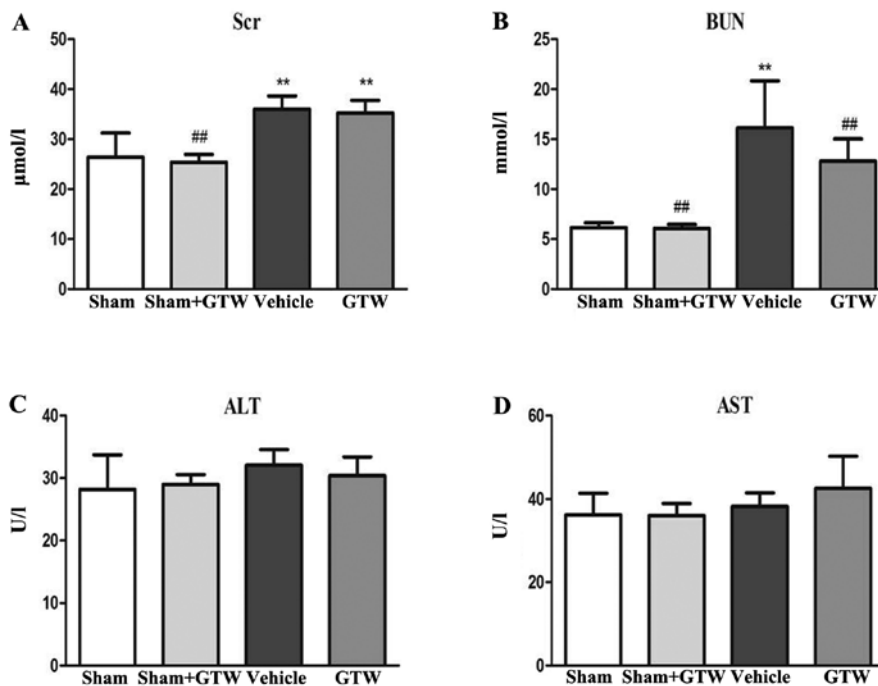 A
Scr
μmol/l
50
40
30
20
10
0
##
**
**
Sham Sham+GTW Vehicle GTW
B
BUN
mmol/l
25
20
15
10
5
0
##
**
##
Sham Sham+GTW Vehicle GTW
C
ALT
U/l
40
30
20
10
0
Sham Sham+GTW Vehicle GTW
D
AST
U/l
60
40
20
0
Sham Sham+GTW Vehicle GTW